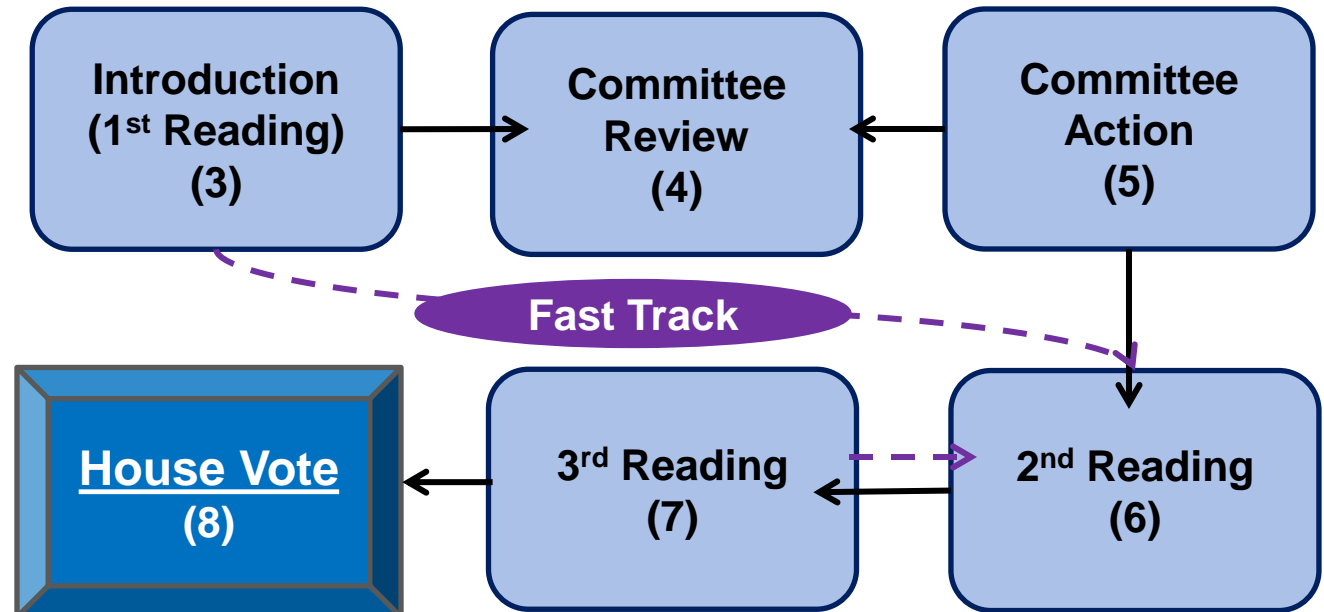 Introduction
(1st Reading)
(3)
Committee
Review
(4)
Committee
Action
(5)
Fast Track
House Vote
(8)
3rd Reading
(7)
2nd Reading
(6)